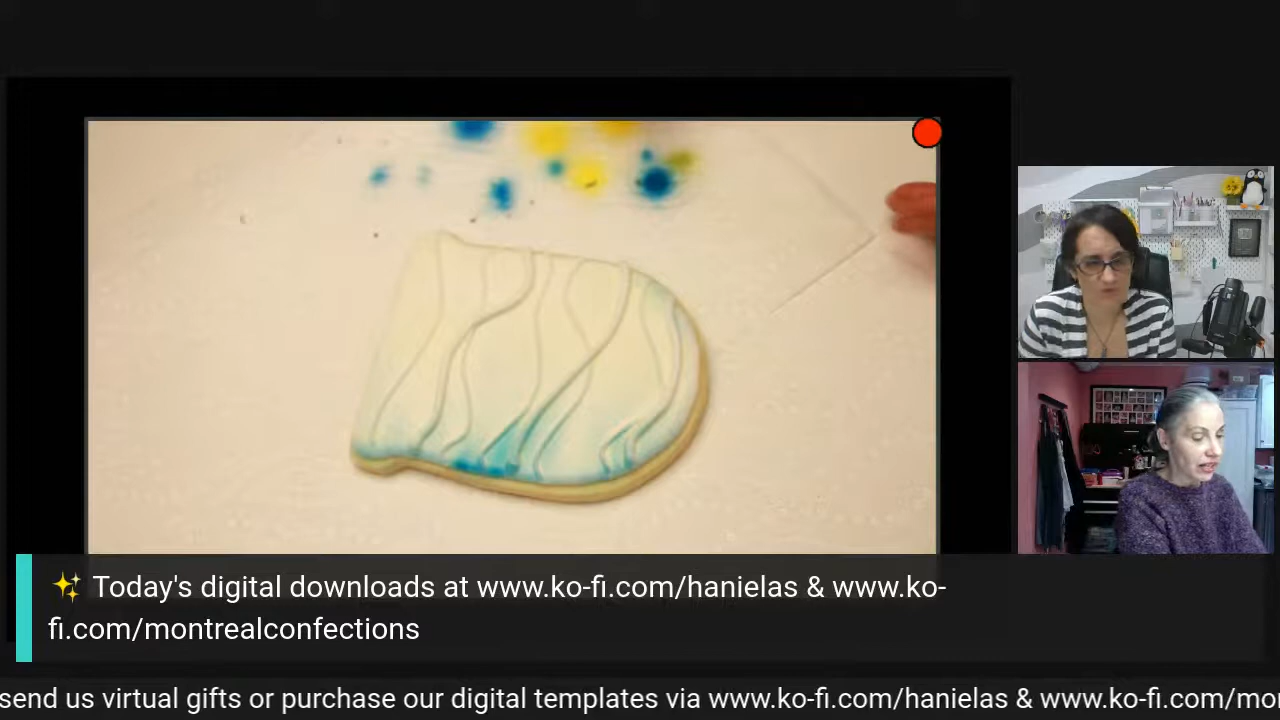 ✨ Today's digital downloads at www.ko-fi.com/hanielas & www.ko-
fi.com/montrealconfections
send us virtual gifts or purchase our digital templates via www.ko-fi.com/hanielas & www.ko-fi.com/mo